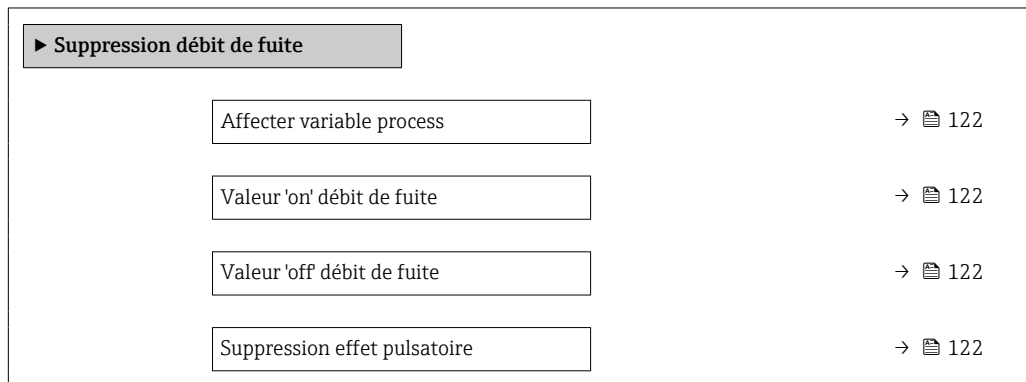 ▶ Suppression débit de fuite
Affecter variable process → 122
Valeur 'on' débit de fuite → 122
Valeur 'off' débit de fuite → 122
Suppression effet pulsatoire → 122